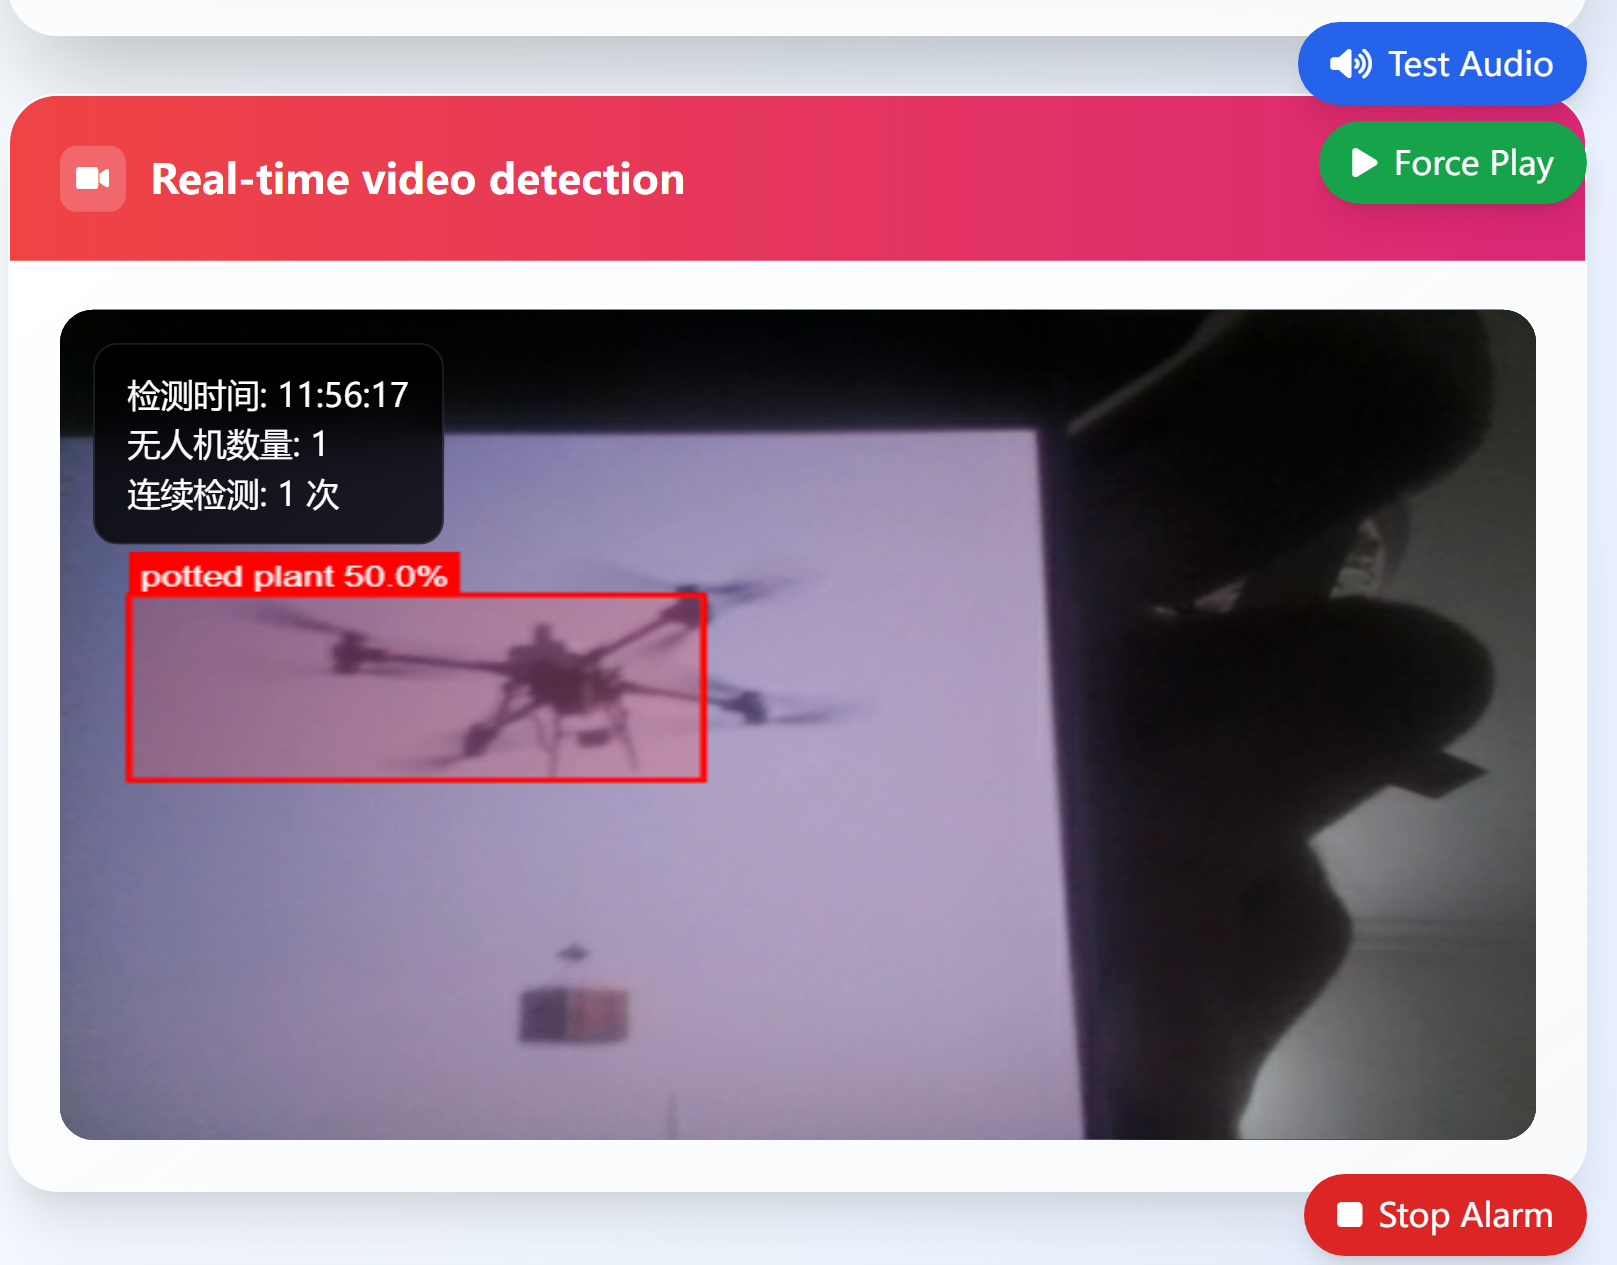 Test Audio
Real-time video detection
Force Play
检测时间: 11:56:17
无人机数量: 1
连续检测: 1 次
potted plant 50.0%
Stop Alarm